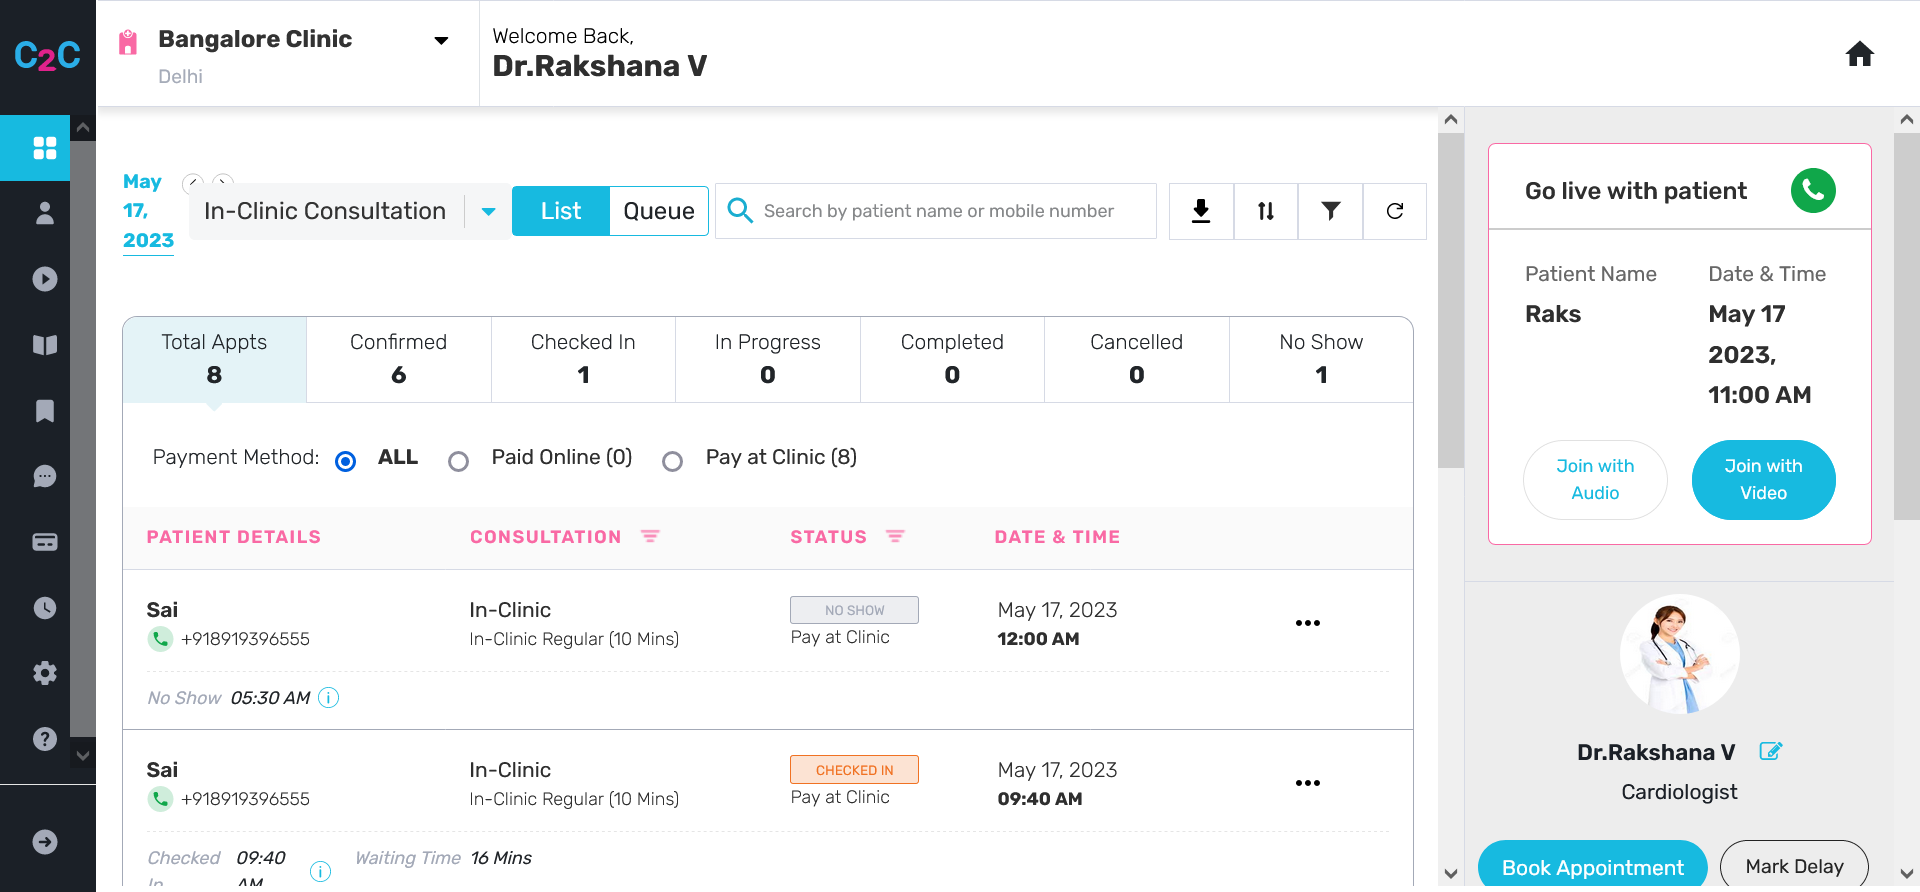 C2C
Bangalore Clinic
Delhi
Welcome Back,
Dr.Rakshana V
May
17,
2023
In-Clinic Consultation
List
Queue
Search by patient name or mobile number
Total Appts
8
Confirmed
6
Checked In
1
In Progress
0
Completed
0
Cancelled
0
No Show
1
Payment Method:
ALL
Paid Online (0)
Pay at Clinic (8)
PATIENT DETAILS
CONSULTATION
STATUS
DATE & TIME
Sai
+918919396555
In-Clinic
In-Clinic Regular (10 Mins)
NO SHOW
Pay at Clinic
May 17, 2023
12:00 AM
No Show 05:30 AM
Sai
+918919396555
In-Clinic
In-Clinic Regular (10 Mins)
CHECKED IN
Pay at Clinic
May 17, 2023
09:40 AM
Checked
In
09:40
AM
Waiting Time 16 Mins
Go live with patient
Patient Name
Raks
Date & Time
May 17
2023,
11:00 AM
Join with
Audio
Join with
Video
Dr.Rakshana V
Cardiologist
Book Appointment
Mark Delay